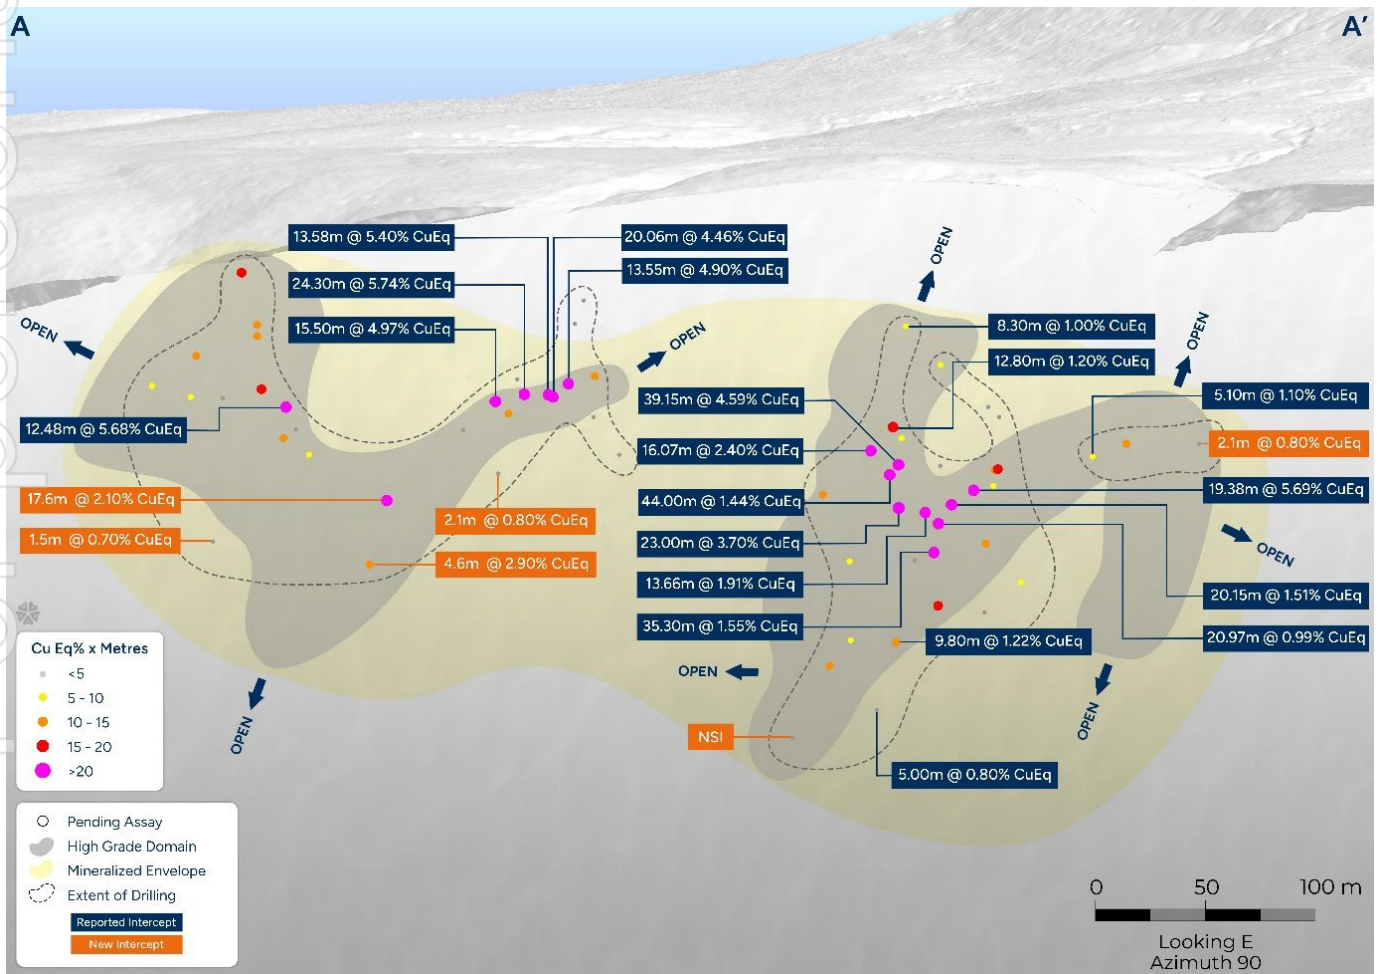 A
A'
13.58m @ 5.40% CuEq
20.06m @ 4.46% CuEq
24.30m @ 5.74% CuEq
13.55m @ 4.90% CuEq
15.50m @ 4.97% CuEq
OPEN
OPEN
OPEN
OPEN
8.30m @ 1.00% CuEq
12.80m @ 1.20% CuEq
39.15m @ 4.59% CuEq
5.10m @ 1.10% CuEq
12.48m @ 5.68% CuEq
16.07m @ 2.40% CuEq
2.1m @ 0.80% CuEq
17.6m @ 2.10% CuEq
44.00m @ 1.44% CuEq
19.38m @ 5.69% CuEq
2.1m @ 0.80% CuEq
1.5m @ 0.70% CuEq
23.00m @ 3.70% CuEq
OPEN
4.6m @ 2.90% CuEq
13.66m @ 1.91% CuEq
20.15m @ 1.51% CuEq
35.30m @ 1.55% CuEq
9.80m @ 1.22% CuEq
20.97m @ 0.99% CuEq
OPEN
OPEN
OPEN
NSI
5.00m @ 0.80% CuEq
Cu Eq% x Metres
<5
5 - 10
10 - 15
15 - 20
>20
Pending Assay
High Grade Domain
Mineralized Envelope
Extent of Drilling
Reported Intercept
New Intercept
0 50 100 m
Looking E
Azimuth 90